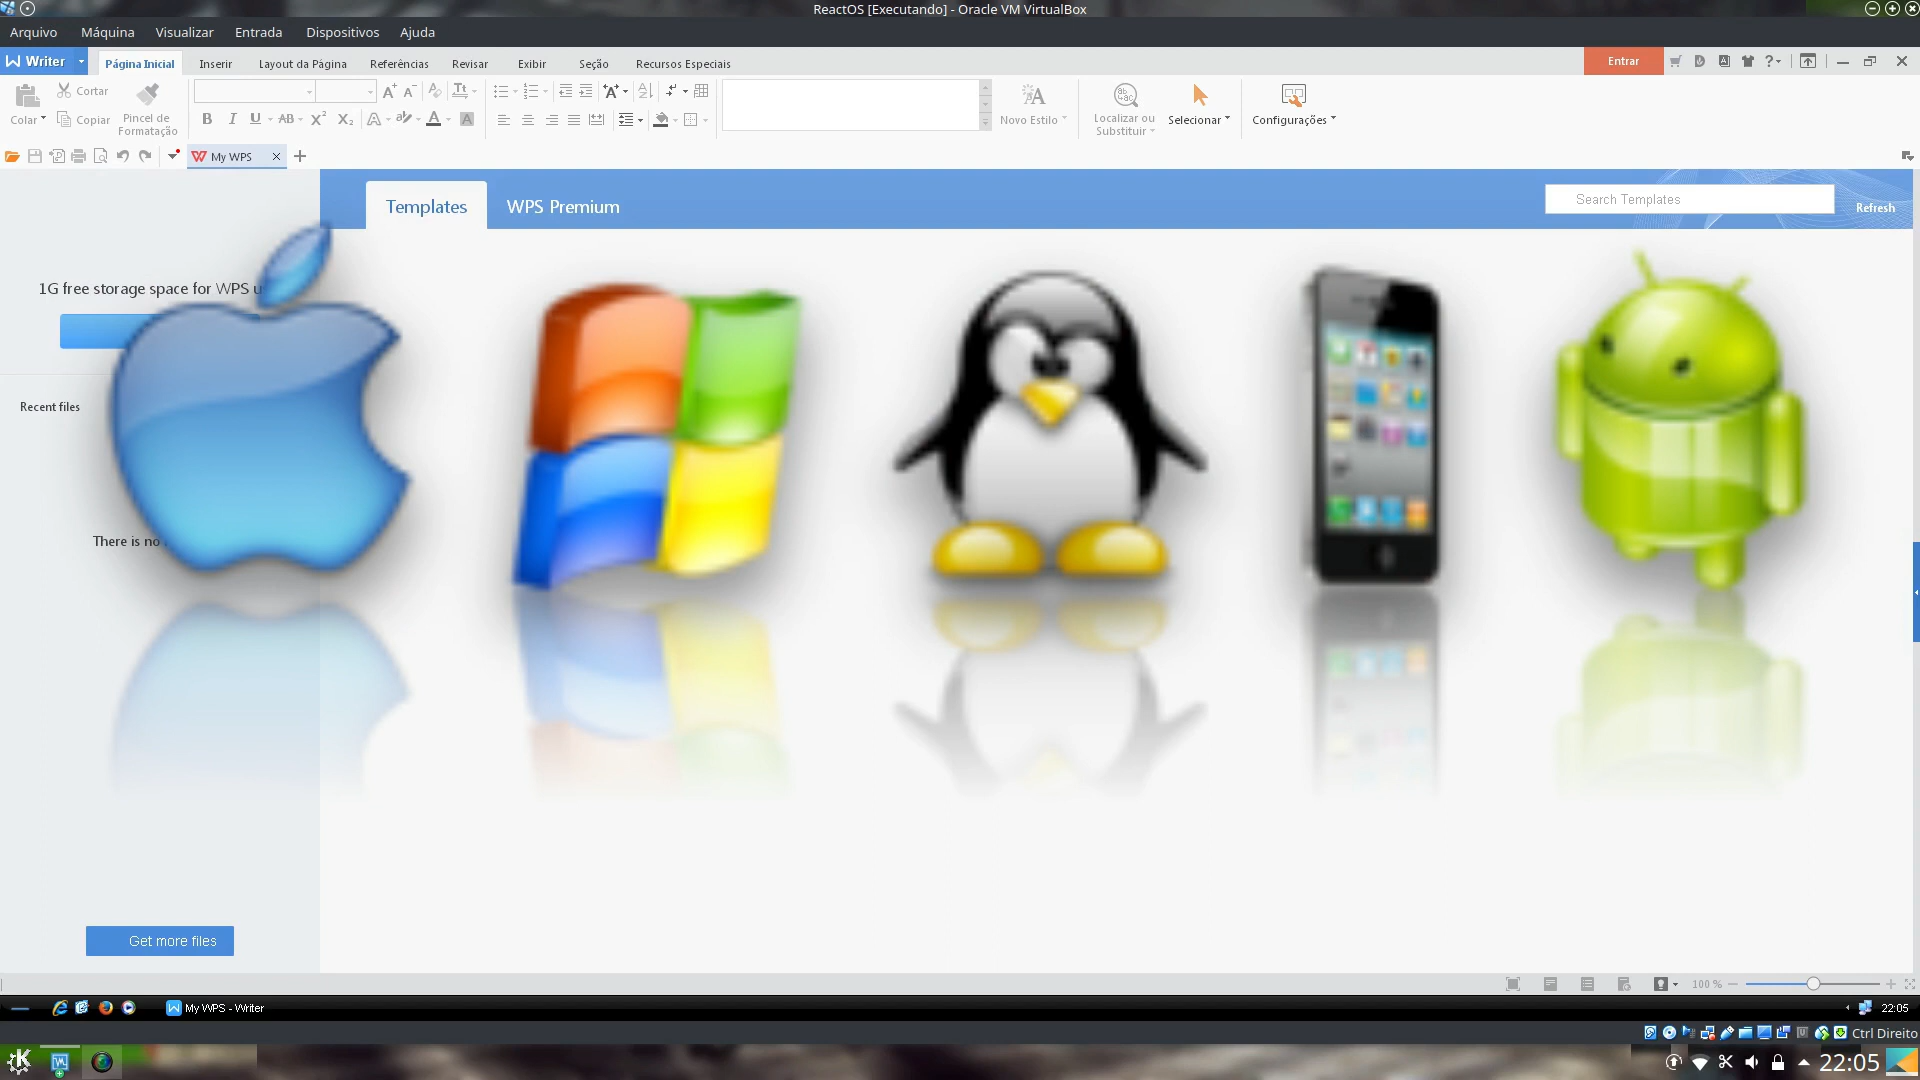 ReactOS [Executando] - Oracle VM VirtualBox
Arquivo Máquina Visualizar Entrada Dispositivos Ajuda
Writer Página Inicial Inserir Layout da Página Referências Revisar Exibir Seção Recursos Especiais Entrar
Cortar
Colar Copiar Pincel de Formatação
B I U AB X² X₂ A A A
Novo Estilo Localizar ou Substituir Selecionar Configurações
My WPS
Templates WPS Premium Search Templates Refresh
1G free storage space for WPS u
Recent files
There is no
Get more files
100 %
My WPS - Writer 22:05
Ctrl Direito
22:05